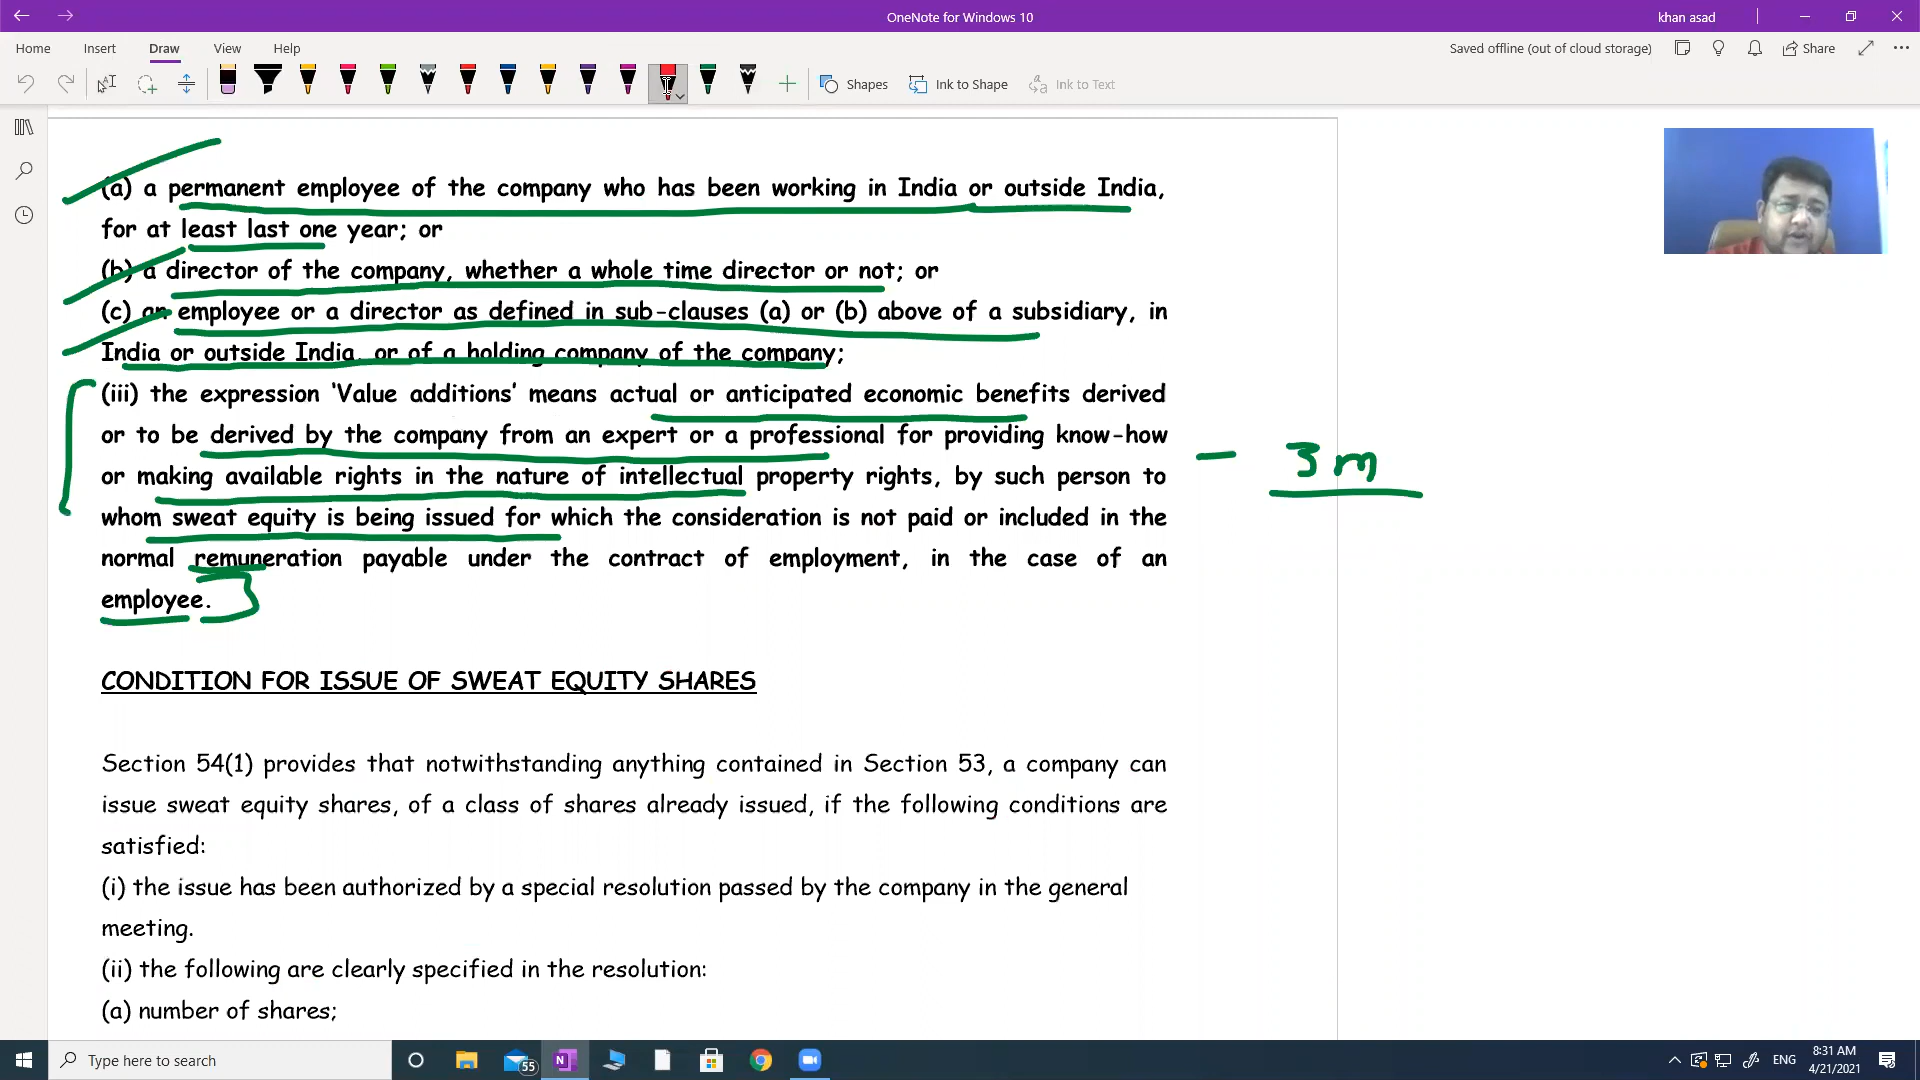 OneNote for Windows 10
khan asad
Home Insert Draw View Help
Saved offline (out of cloud storage)
Share
Shapes
Ink to Shape
Ink to Text
(a) a permanent employee of the company who has been working in India or outside India,
for at least last one year; or
(b) a director of the company, whether a whole time director or not; or
(c) an employee or a director as defined in sub-clauses (a) or (b) above of a subsidiary, in
India or outside India, or of a holding company of the company;
(iii) the expression ‘Value additions’ means actual or anticipated economic benefits derived
or to be derived by the company from an expert or a professional for providing know-how
or making available rights in the nature of intellectual property rights, by such person to
whom sweat equity is being issued for which the consideration is not paid or included in the
normal remuneration payable under the contract of employment, in the case of an
employee.
- 3 m
CONDITION FOR ISSUE OF SWEAT EQUITY SHARES
Section 54(1) provides that notwithstanding anything contained in Section 53, a company can
issue sweat equity shares, of a class of shares already issued, if the following conditions are
satisfied:
(i) the issue has been authorized by a special resolution passed by the company in the general
meeting.
(ii) the following are clearly specified in the resolution:
(a) number of shares;
Type here to search
55
ENG
8:31 AM
4/21/2021